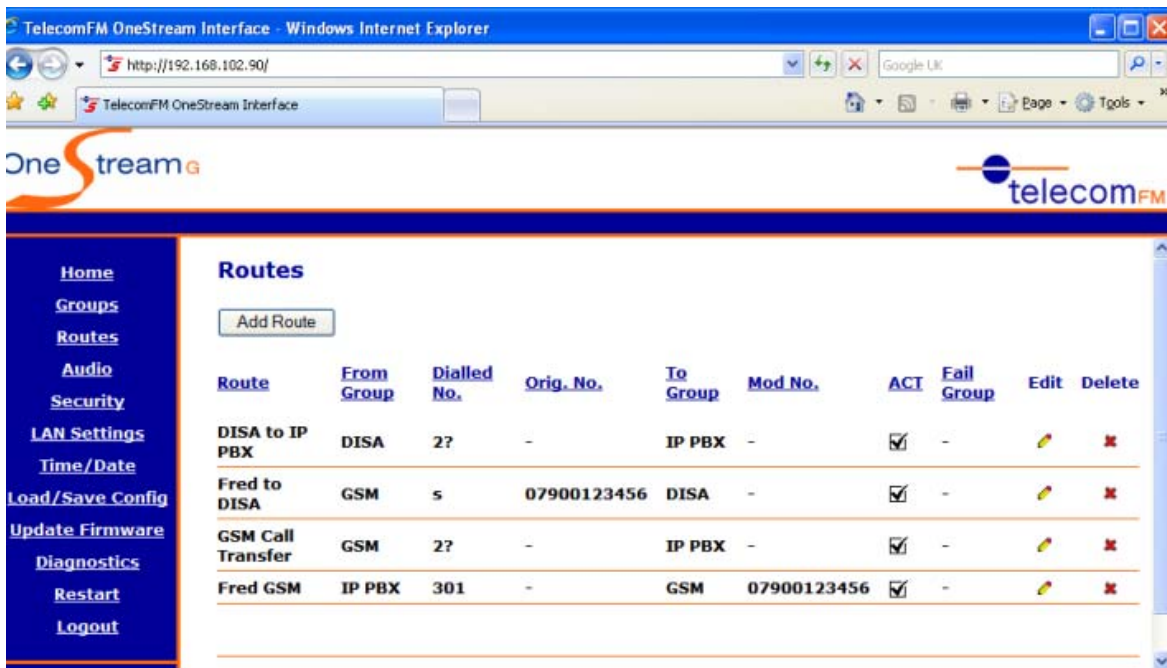 TelecomFM OneStream Interface - Windows Internet Explorer
http://192.168.102.90/
Google UK
TelecomFM OneStream Interface
Page
Tools
OneStream G
telecomFM
Home
Groups
Routes
Audio
Security
LAN Settings
Time/Date
Load/Save Config
Update Firmware
Diagnostics
Restart
Logout
Routes
Add Route
Route From Group Dialled No. Orig. No. To Group Mod No. ACT Fail Group Edit Delete
DISA to IP PBX DISA 2? - IP PBX - -
Fred to DISA GSM s 07900123456 DISA - -
GSM Call Transfer GSM 2? - IP PBX - -
Fred GSM IP PBX 301 - GSM 07900123456 -